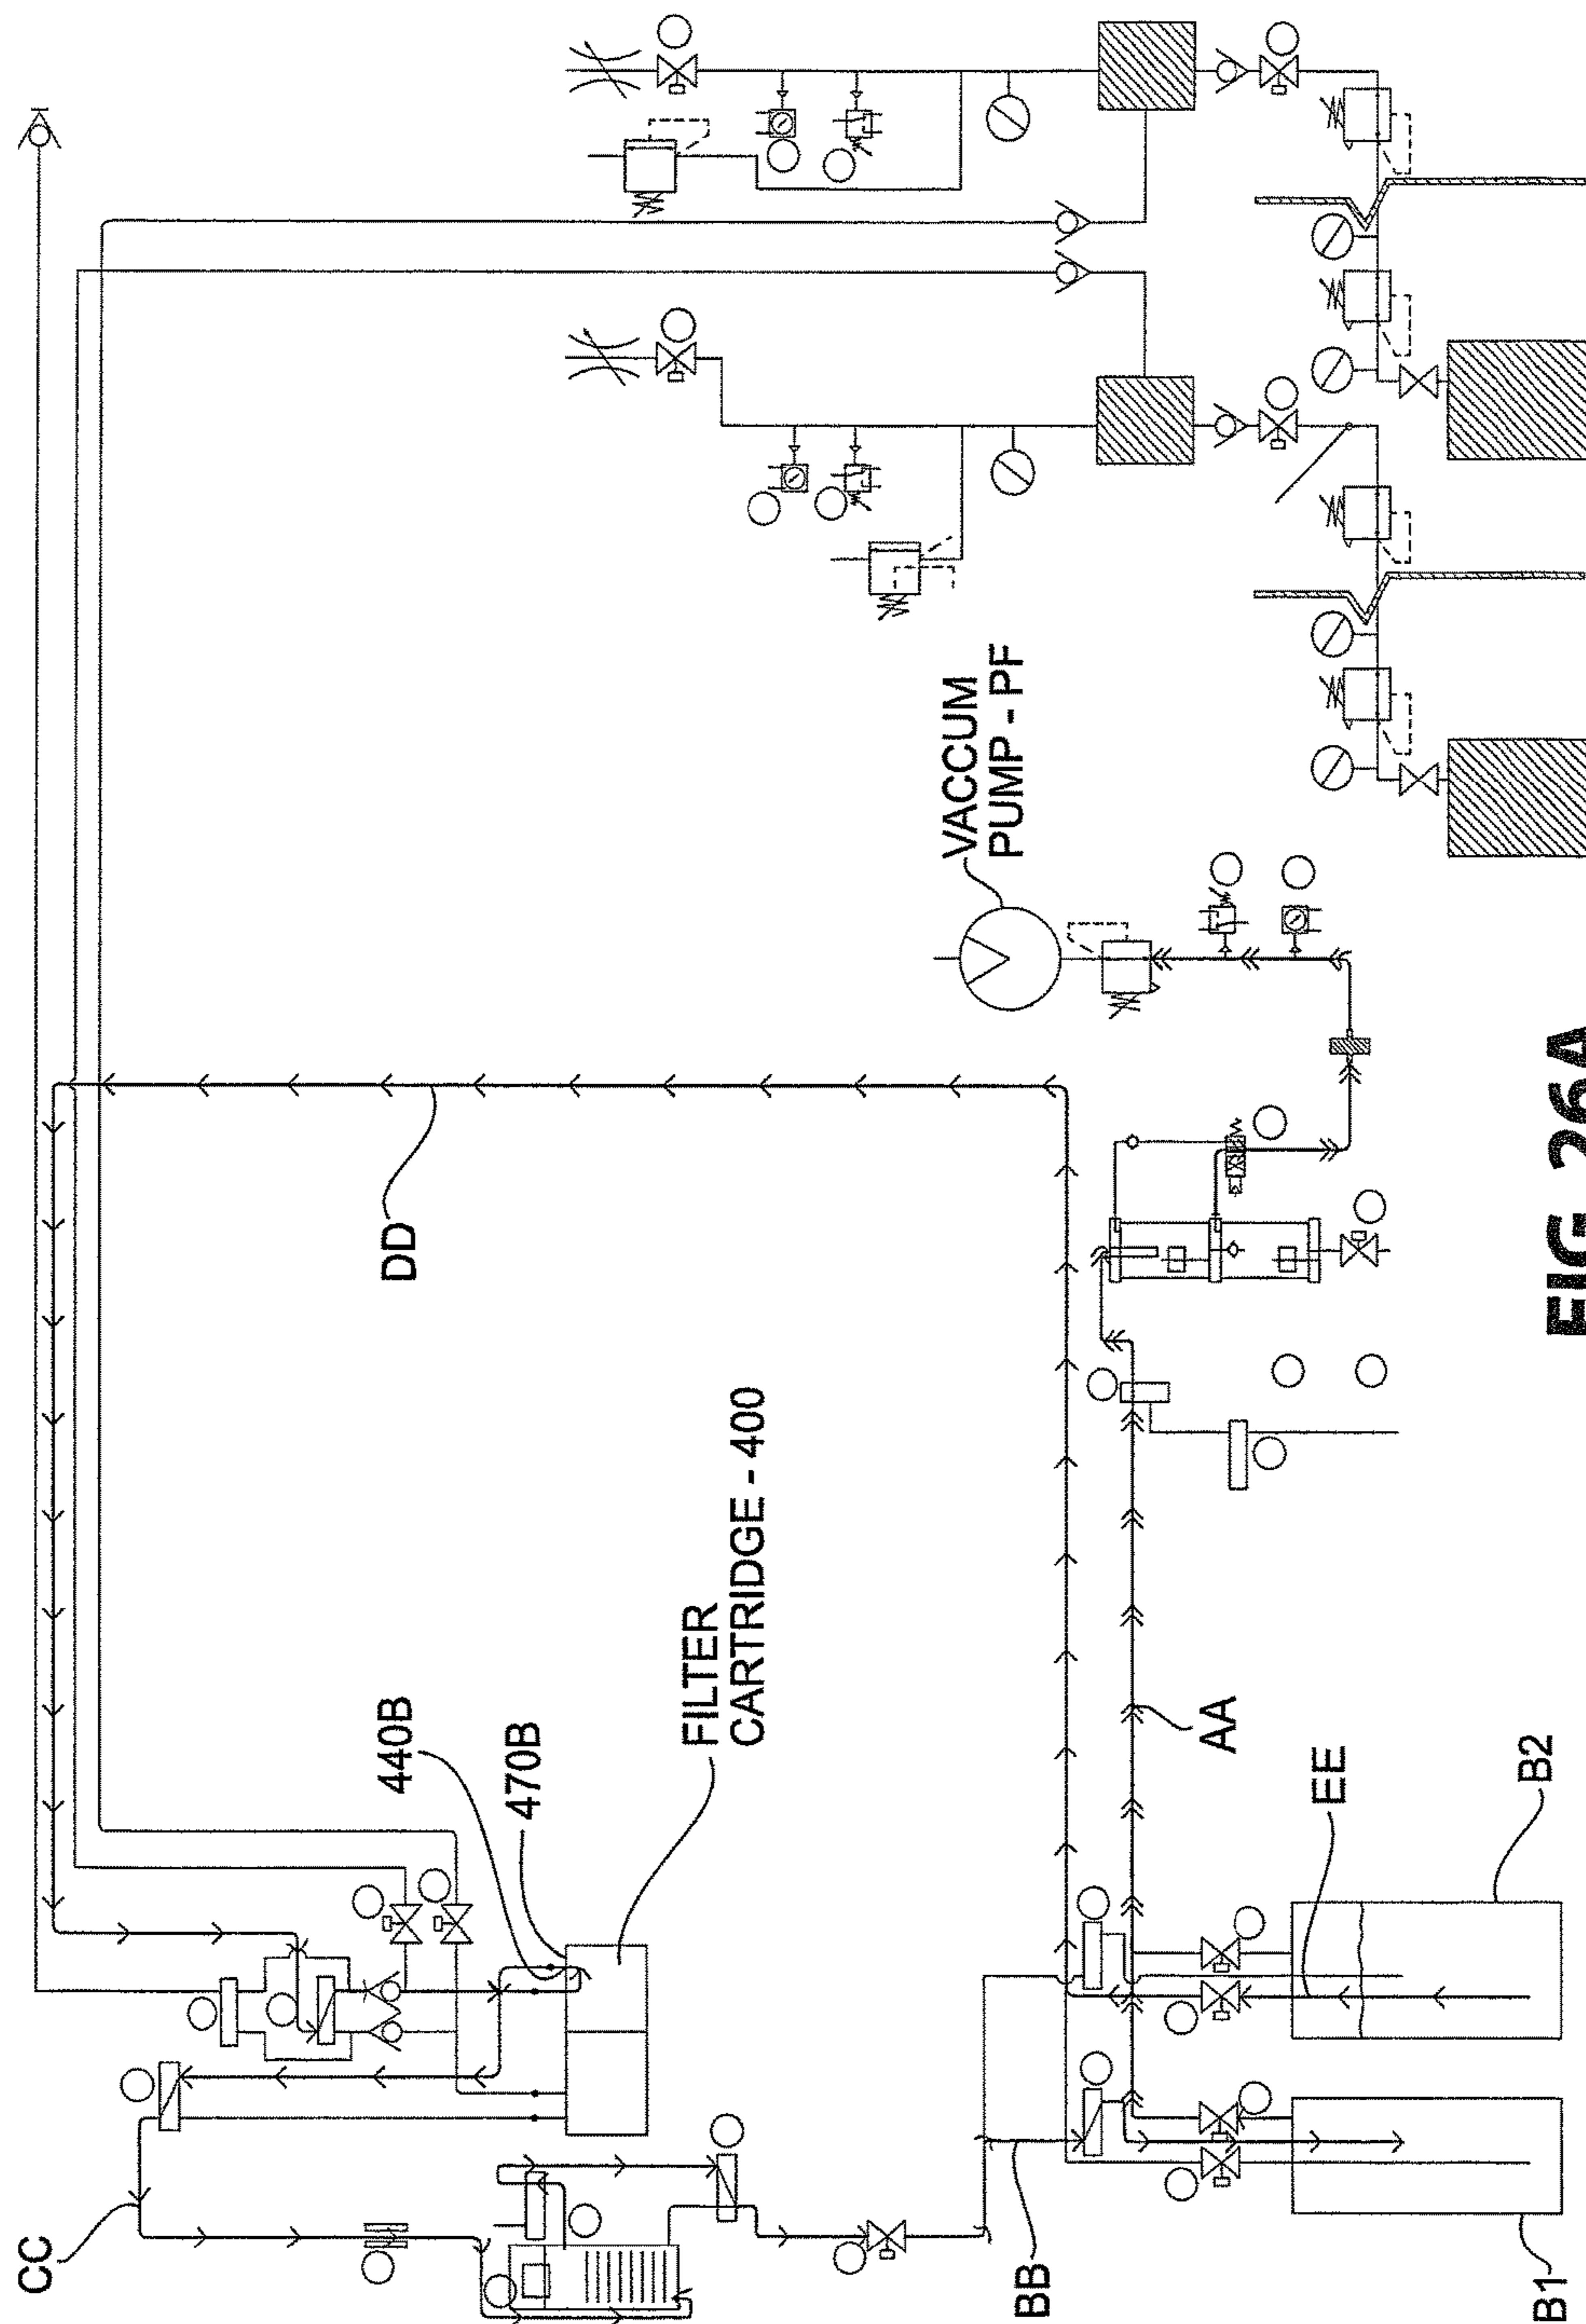 CC
440B
470B
FILTER
CARTRIDGE - 400
DD
VACCUM
PUMP - PF
BB
B1
AA
EE
B2
FIG. 26A